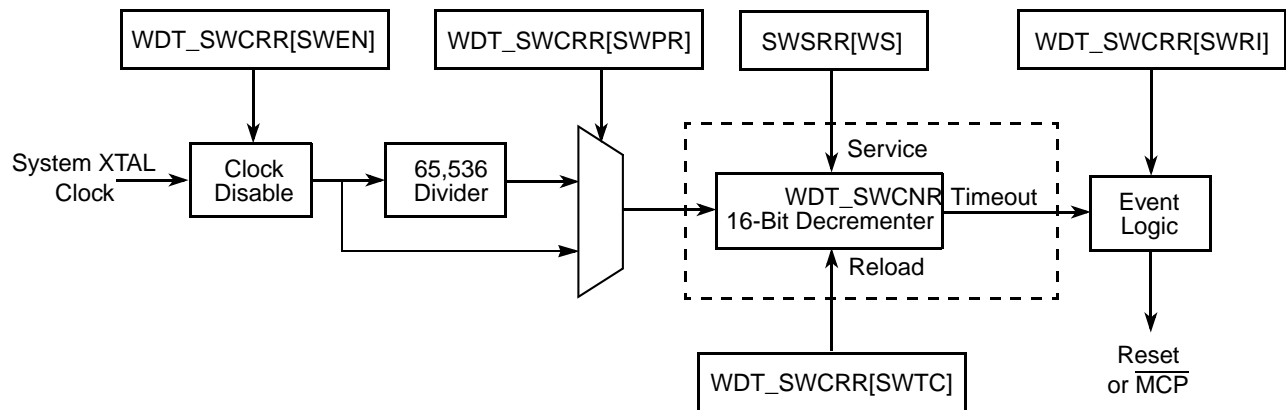 WDT_SWCRR[SWEN]
WDT_SWCRR[SWPR]
SWSRR[WS]
WDT_SWCRR[SWRI]
System XTAL
Clock
Clock
Disable
65,536
Divider
Service
WDT_SWCNR
16-Bit Decrementer
Timeout
Event
Logic
Reload
WDT_SWCRR[SWTC]
Reset
or M̅C̅P̅